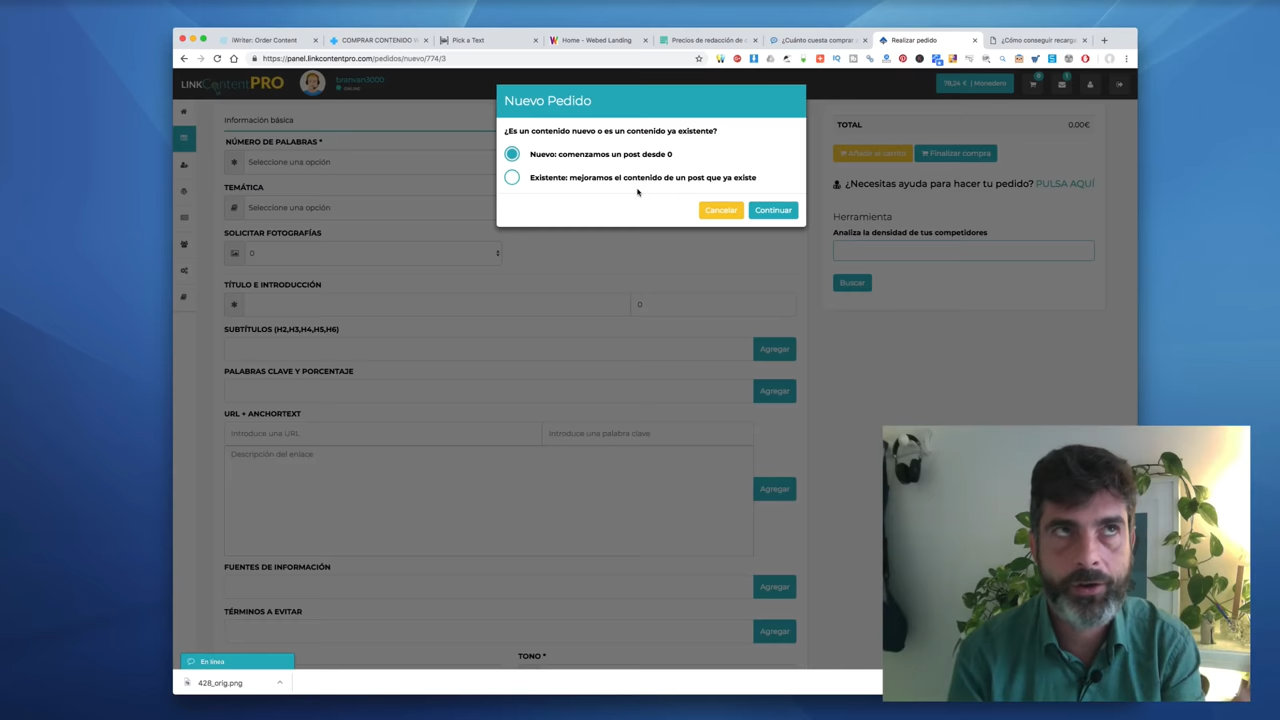 iWriter: Order Content
COMPRAR CONTENIDO W
Pick a Text
Home - Webed Landing
Precios de redacción de c
¿Cuánto cuesta comprar
Realizar pedido
¿Cómo conseguir recarg
https://panel.linkcontentpro.com/pedidos/nuevo/774/3
LINKContentPRO
branvan3000
ONLINE
78,24 € | Monedero
Nuevo Pedido
¿Es un contenido nuevo o es un contenido ya existente?
Nuevo: comenzamos un post desde 0
Existente: mejoramos el contenido de un post que ya existe
Cancelar
Continuar
Información básica
NÚMERO DE PALABRAS *
Seleccione una opción
TEMÁTICA
Seleccione una opción
SOLICITAR FOTOGRAFÍAS
0
TÍTULO E INTRODUCCIÓN
0
SUBTÍTULOS (H2,H3,H4,H5,H6)
Agregar
PALABRAS CLAVE Y PORCENTAJE
Agregar
URL + ANCHORTEXT
Introduce una URL
Introduce una palabra clave
Descripción del enlace
Agregar
FUENTES DE INFORMACIÓN
Agregar
TÉRMINOS A EVITAR
Agregar
TONO *
TOTAL
0.00€
Añadir al carrito
Finalizar compra
¿Necesitas ayuda para hacer tu pedido? PULSA AQUÍ
Herramienta
Analiza la densidad de tus competidores
Buscar
En línea
428_orig.png